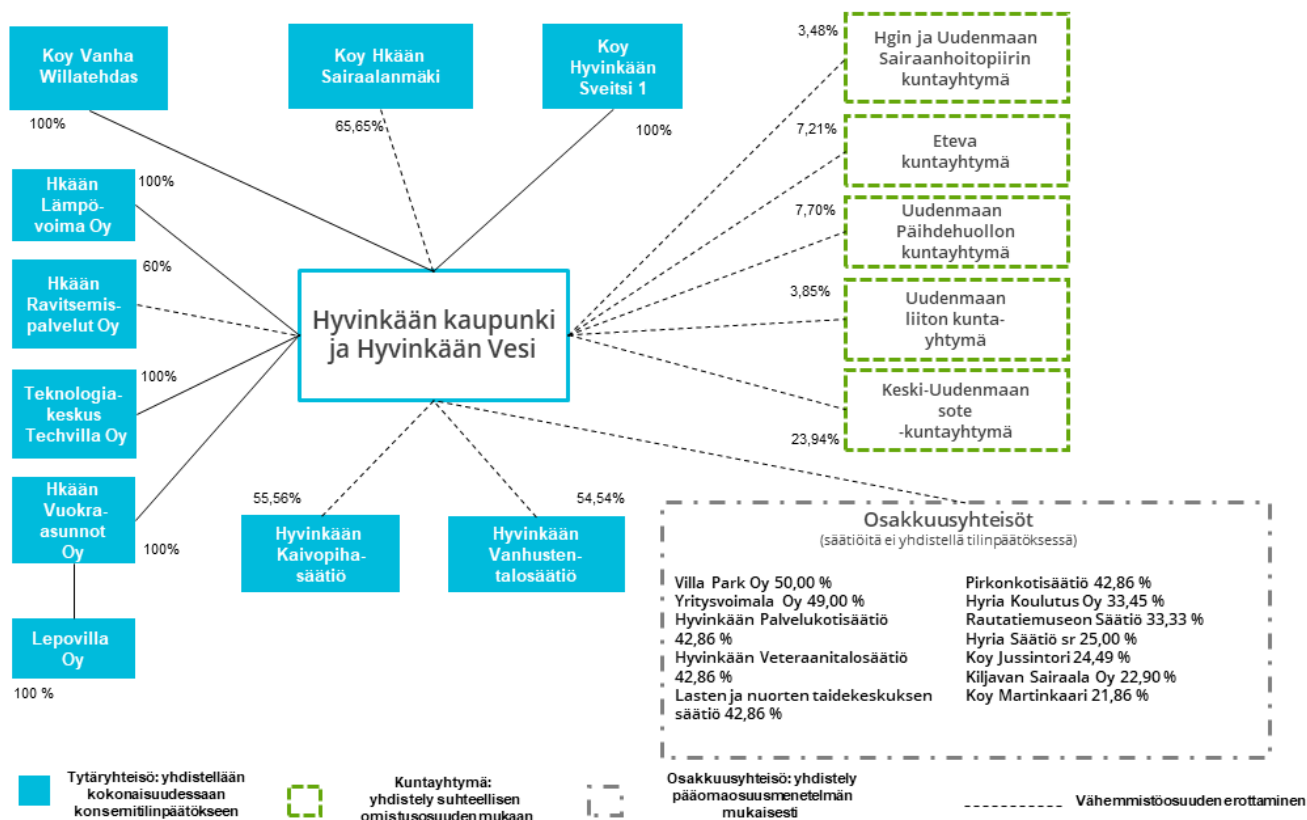 Koy Vanha
Willatehdas
100%
Koy Hkään
Sairaalanmäki
65,65%
Koy
Hyvinkään
Sveitsi 1
100%
Hkään
Lämpö-
voima Oy
100%
Hkään
Ravitsemis-
palvelut Oy
60%
Teknologia-
keskus
Techvilla Oy
100%
Hkään
Vuokra-
asunnot
Oy
100%
Lepovilla
Oy
100 %
Hyvinkään kaupunki
ja Hyvinkään Vesi
55,56%
Hyvinkään
Kaivopiha-
säätiö
54,54%
Hyvinkään
Vanhusten-
talosäätiö
3,48%
Hgin ja Uudenmaan
Sairaanhoitopiirin
kuntayhtymä
7,21%
Eteva
kuntayhtymä
7,70%
Uudenmaan
Päihdehuollon
kuntayhtymä
3,85%
Uudenmaan
liiton kunta-
yhtymä
Keski-Uudenmaan
sote
-kuntayhtymä
23,94%
Osakkuusyhteisöt
(säätiöitä ei yhdistellä tilinpäätöksessä)
Villa Park Oy 50,00 %
Yritysvoimala Oy 49,00 %
Hyvinkään Palvelukotisäätiö
42,86 %
Hyvinkään Veteraanitalosäätiö
42,86 %
Lasten ja nuorten taidekeskuksen
säätiö 42,86 %
Pirkonkotisäätiö 42,86 %
Hyria Koulutus Oy 33,45 %
Rautatiemuseon Säätiö 33,33 %
Hyria Säätiö sr 25,00 %
Koy Jussintori 24,49 %
Kiljavan Sairaala Oy 22,90 %
Koy Martinkaari 21,86 %
Tytäryhteisö: yhdistellään
kokonaisuudessaan
konsernitilinpäätökseen
Kuntayhtymä:
yhdistely suhteellisen
omistusosuuden mukaan
Osakkuusyhteisö: yhdistely
pääomaosuusmenetelmän
mukaisesti
Vähemmistöosuuden erottaminen